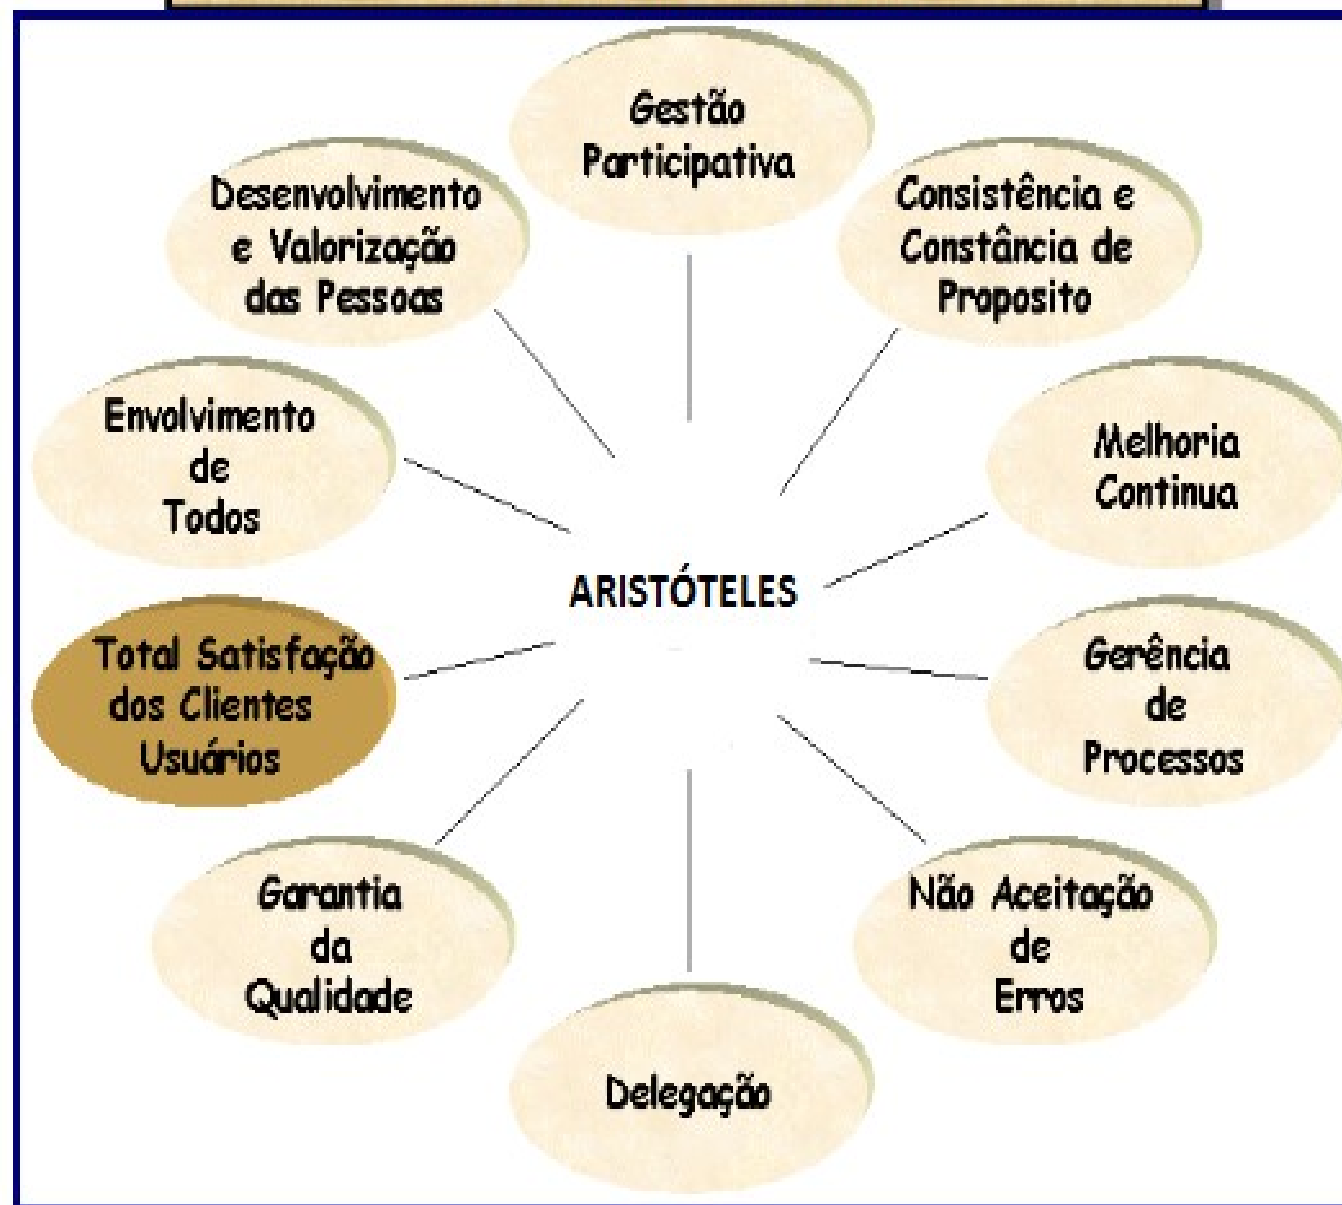 Gestão
Participativa
Consistência e
Constância de
Proposito
Melhoria
Continua
Gerência
de
Processos
Não Aceitação
de
Erros
Delegação
Garantia
da
Qualidade
Total Satisfação
dos Clientes
Usuários
Envolvimento
de
Todos
Desenvolvimento
e Valorização
das Pessoas
ARISTÓTELES